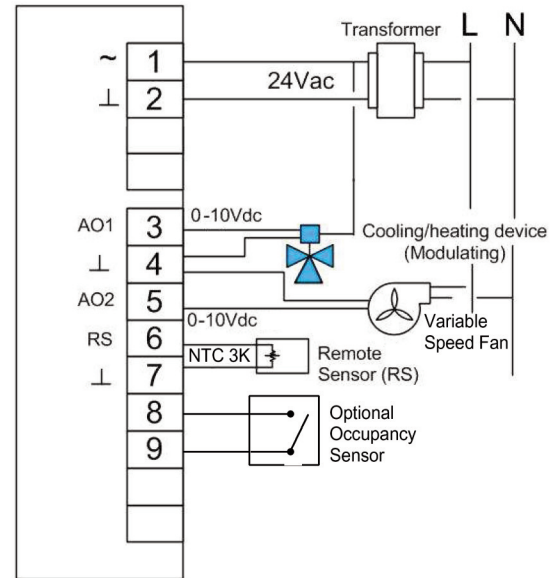 Transformer
L N
~ 1
24Vac
⊥ 2
AO1 3
0-10Vdc
Cooling/heating device
(Modulating)
⊥ 4
AO2 5
0-10Vdc
Variable
Speed Fan
RS 6
NTC 3K
Remote
Sensor (RS)
⊥ 7
8
Optional
Occupancy
Sensor
9